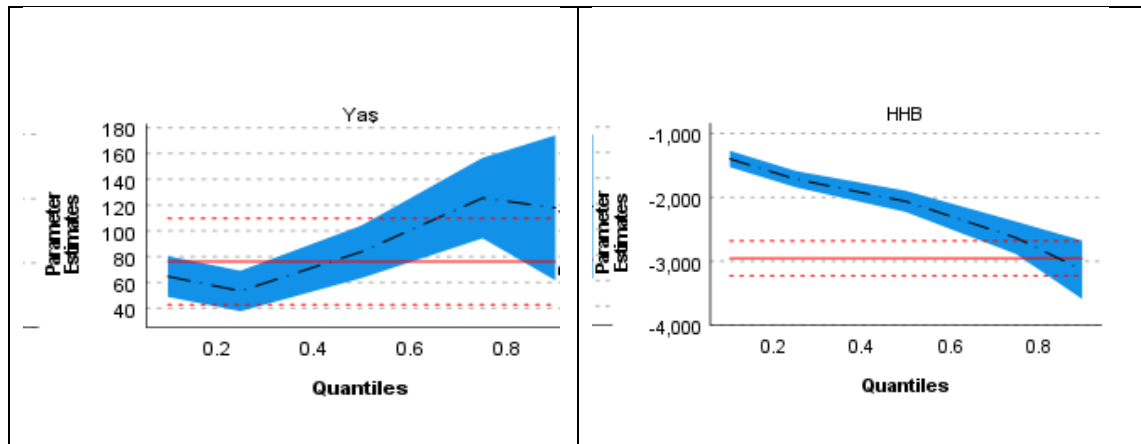 Yaş
180
160
140
120
100
80
60
40
Parameter
Estimates
0.2 0.4 0.6 0.8
Quantiles
HHB
-1,000
-2,000
-3,000
-4,000
Parameter
Estimates
0.2 0.4 0.6 0.8
Quantiles